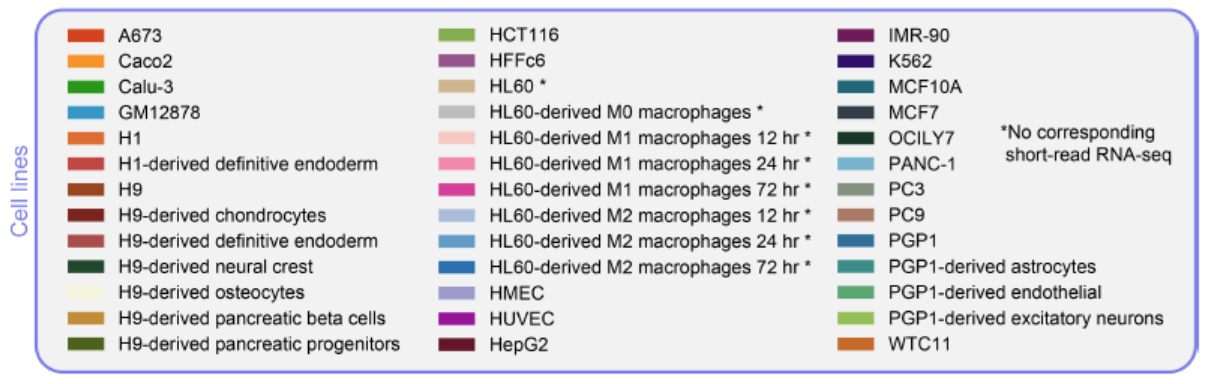 Cell lines
A673
Caco2
Calu-3
GM12878
H1
H1-derived definitive endoderm
H9
H9-derived chondrocytes
H9-derived definitive endoderm
H9-derived neural crest
H9-derived osteocytes
H9-derived pancreatic beta cells
H9-derived pancreatic progenitors
HCT116
HFFc6
HL60 *
HL60-derived M0 macrophages *
HL60-derived M1 macrophages 12 hr *
HL60-derived M1 macrophages 24 hr *
HL60-derived M1 macrophages 72 hr *
HL60-derived M2 macrophages 12 hr *
HL60-derived M2 macrophages 24 hr *
HL60-derived M2 macrophages 72 hr *
HMEC
HUVEC
HepG2
IMR-90
K562
MCF10A
MCF7
OCILY7
PANC-1
PC3
PC9
PGP1
PGP1-derived astrocytes
PGP1-derived endothelial
PGP1-derived excitatory neurons
WTC11
*No corresponding
short-read RNA-seq